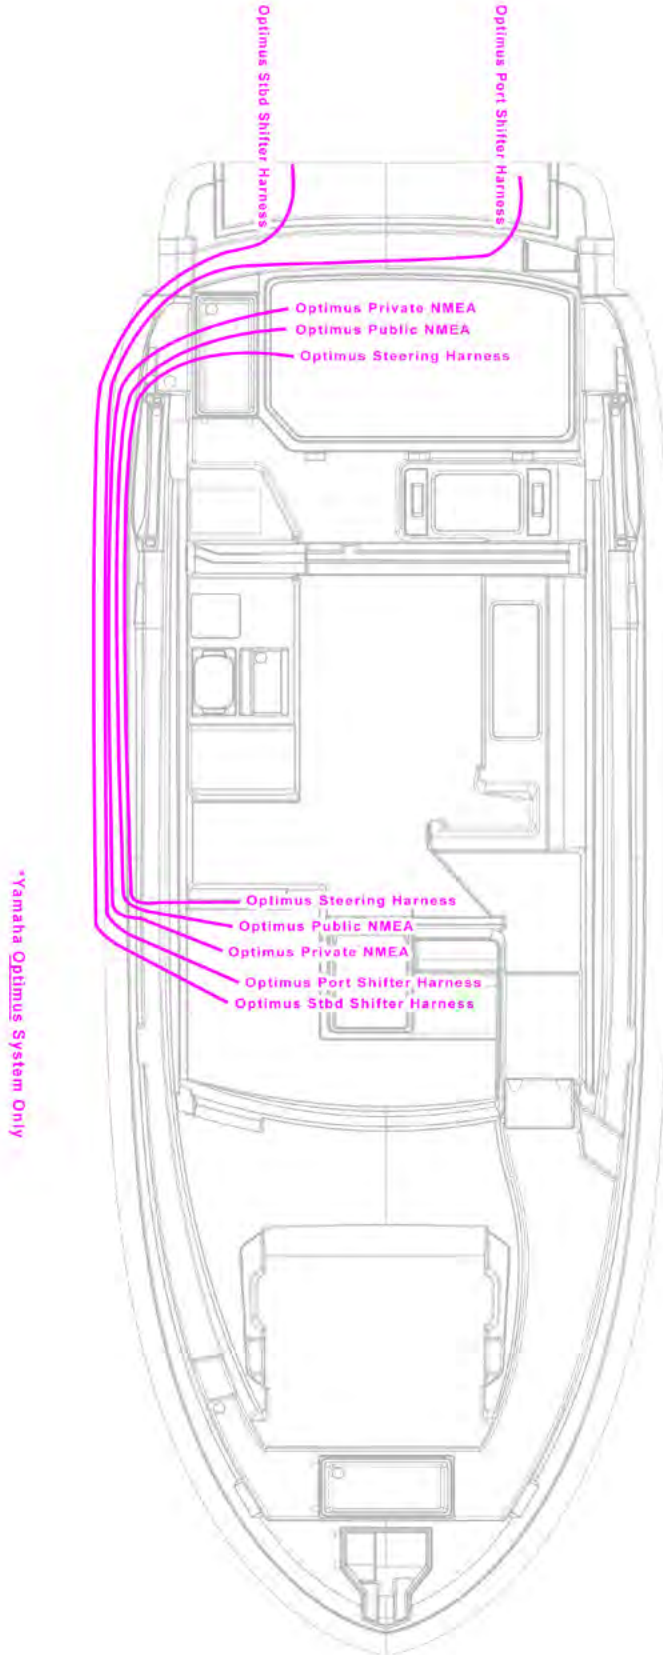 Optimus Stbd Shifter Harness
Optimus Port Shifter Harness
Optimus Private NMEA
Optimus Public NMEA
Optimus Steering Harness
Optimus Steering Harness
Optimus Public NMEA
Optimus Private NMEA
Optimus Port Shifter Harness
Optimus Stbd Shifter Harness
*Yamaha Optimus System Only